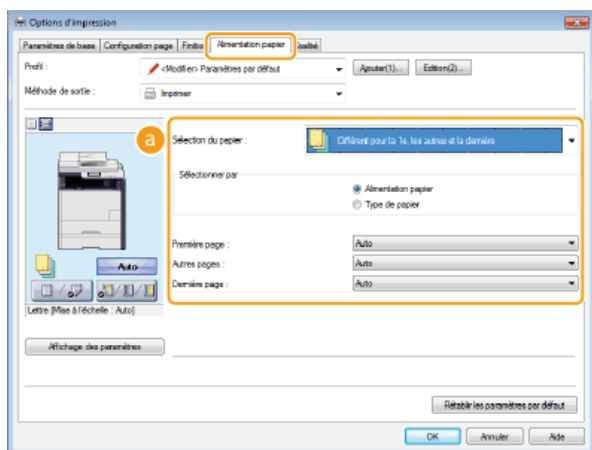 Options d'impression
Paramètres de base Configuration page Finition Alimentation papier Qualité
Profil : <Modifier> Paramètres par défaut Ajouter(1)... Edition(2)...
Méthode de sortie : Imprimer
a Sélection du papier : Différent pour la 1e, les autres et la dernière
Sélectionner par
Alimentation papier
Type de papier
Première page : Auto
Autres pages : Auto
Dernière page : Auto
Auto
Lettre [Mise à l'échelle : Auto]
Affichage des paramètres
Rétablir les paramètres par défaut
OK Annuler Aide